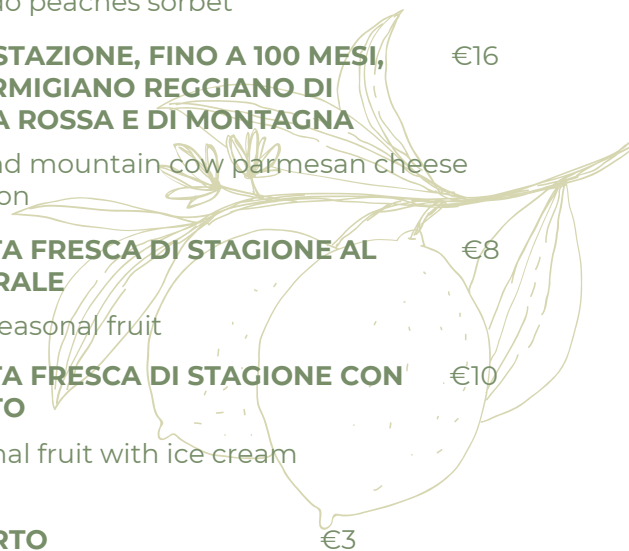 do peaches sorbet
STAZIONE, FINO A 100 MESI, €16
RMIGIANO REGGIANO DI
A ROSSA E DI MONTAGNA
nd mountain cow parmesan cheese
on
TA FRESCA DI STAGIONE AL €8
RALE
easonal fruit
TA FRESCA DI STAGIONE CON €10
TO
nal fruit with ice cream
RTO €3